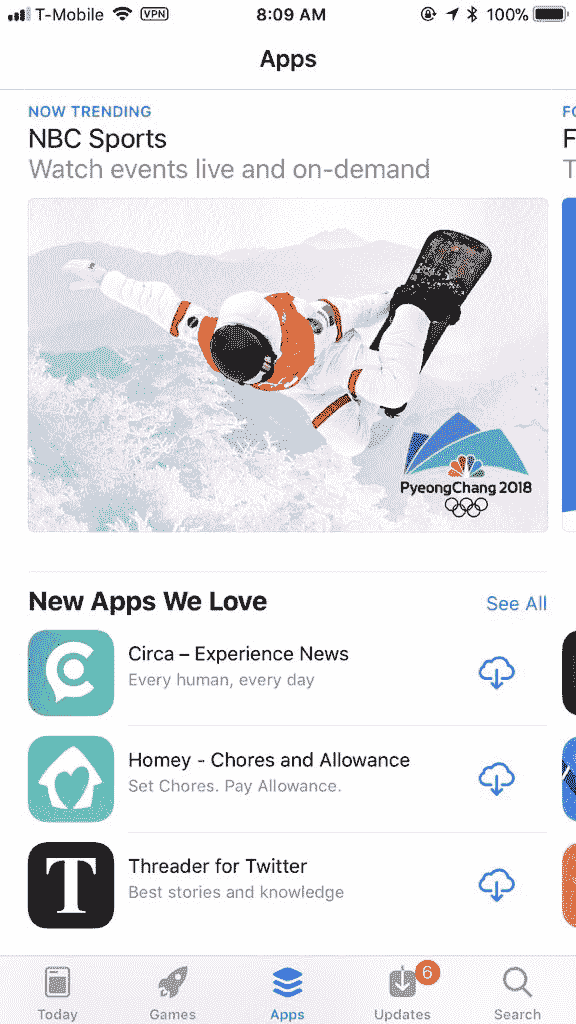 T-Mobile VPN 8:09 AM 100%
Apps
NOW TRENDING
NBC Sports
Watch events live and on-demand
PyeongChang 2018
New Apps We Love See All
Circa – Experience News
Every human, every day
Homey - Chores and Allowance
Set Chores. Pay Allowance.
T
Threader for Twitter
Best stories and knowledge
6
Today Games Apps Updates Search